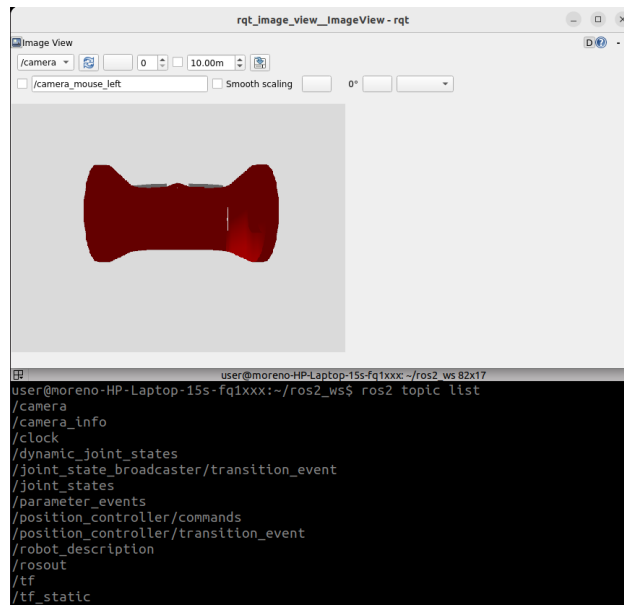 rqt_image_view__ImageView - rqt
Image View
D
-
/camera
0
10.00m
/camera_mouse_left
Smooth scaling
0°
user@moreno-HP-Laptop-15s-fq1xxx: ~/ros2_ws 82x17
user@moreno-HP-Laptop-15s-fq1xxx:~/ros2_ws$ ros2 topic list
/camera
/camera_info
/clock
/dynamic_joint_states
/joint_state_broadcaster/transition_event
/joint_states
/parameter_events
/position_controller/commands
/position_controller/transition_event
/robot_description
/rosout
/tf
/tf_static